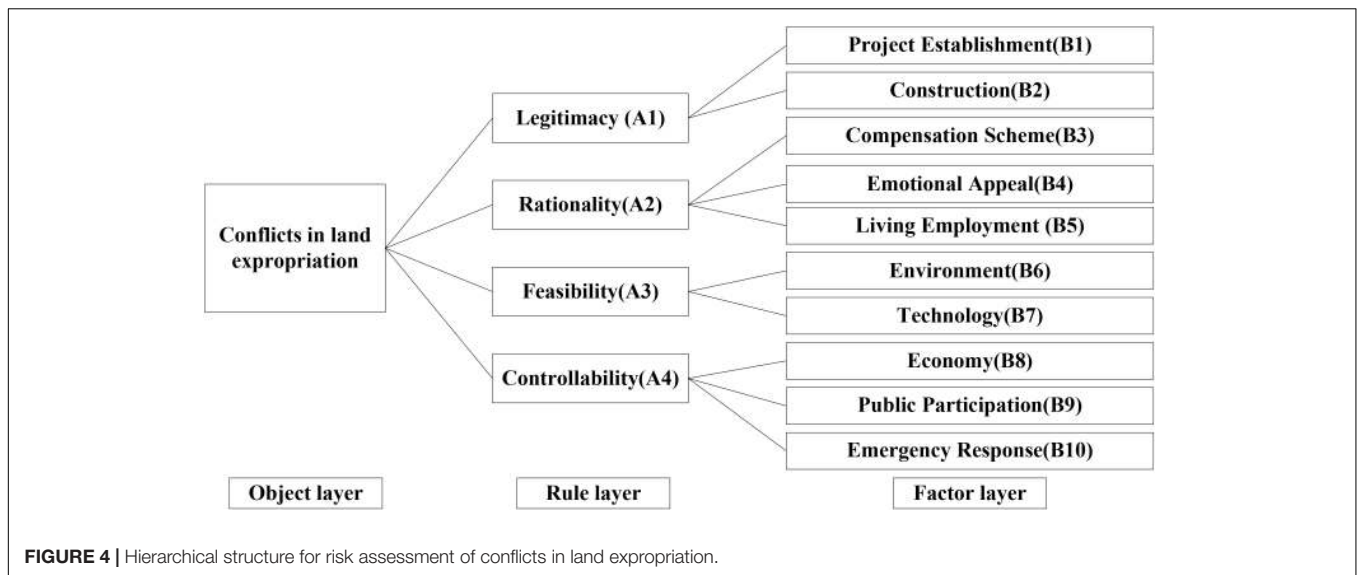 Conflicts in land
expropriation
Legitimacy (A1)
Rationality(A2)
Feasibility(A3)
Controllability(A4)
Project Establishment(B1)
Construction(B2)
Compensation Scheme(B3)
Emotional Appeal(B4)
Living Employment (B5)
Environment(B6)
Technology(B7)
Economy(B8)
Public Participation(B9)
Emergency Response(B10)
Object layer
Rule layer
Factor layer
FIGURE 4 | Hierarchical structure for risk assessment of conflicts in land expropriation.